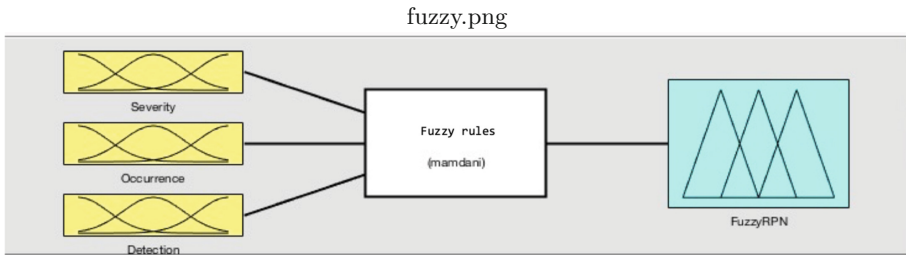 fuzzy.png
Severity
Occurrence
Detection
Fuzzy rules
(mamdani)
FuzzyRPN